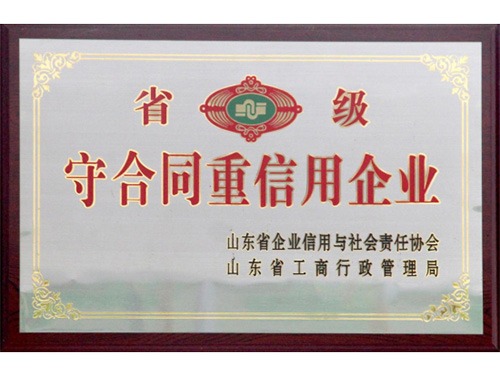 省 级
守合同重信用企业
山东省企业信用与社会责任协会
山东省工商行政管理局